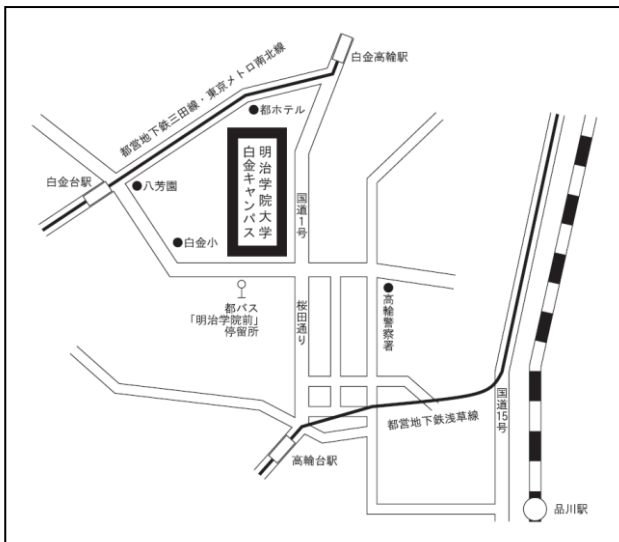 白金高輪駅
都営地下鉄三田線・東京メトロ南北線
都ホテル
明治学院大学
白金キャンパス
白金台駅
八芳園
国道1号
白金小
都バス
「明治学院前」
停留所
桜田通り
高輪警察署
都営地下鉄浅草線
国道15号
高輪台駅
品川駅